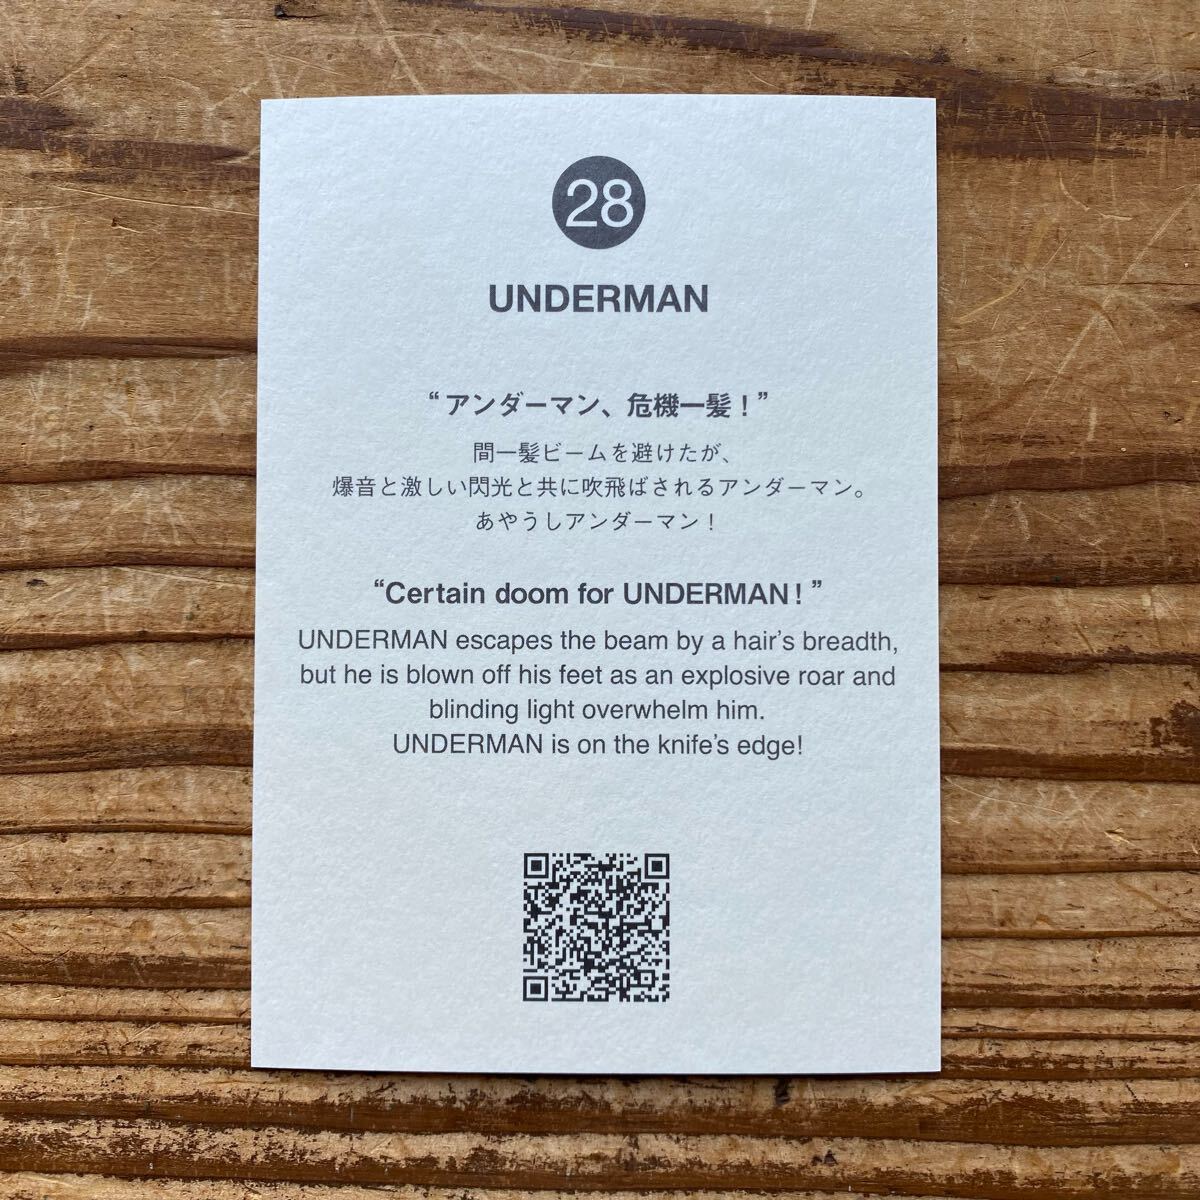 28
UNDERMAN
“アンダーマン、危機一髪！”
間一髪ビームを避けたが、
爆音と激しい閃光と共に吹飛ばされるアンダーマン。
あやうしアンダーマン！
“Certain doom for UNDERMAN! ”
UNDERMAN escapes the beam by a hair’s breadth,
but he is blown off his feet as an explosive roar and
blinding light overwhelm him.
UNDERMAN is on the knife’s edge!